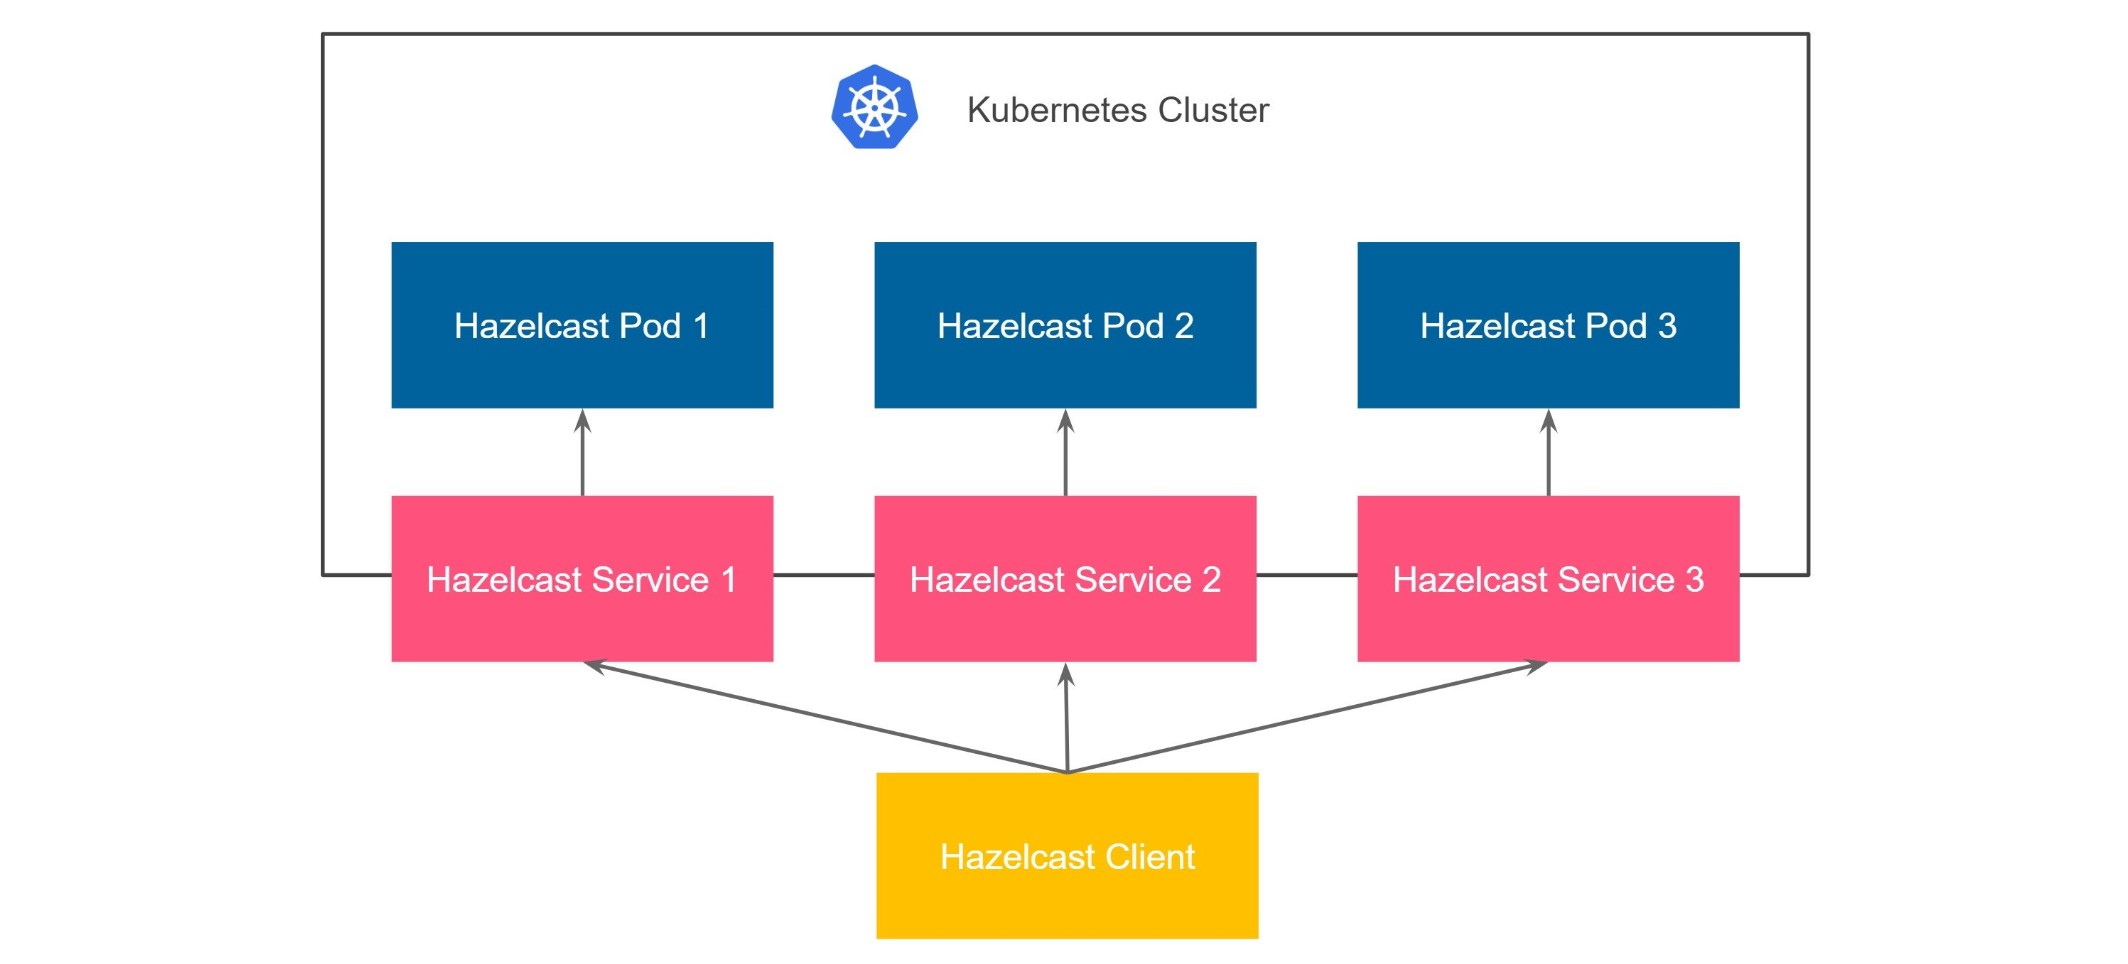 Kubernetes Cluster
Hazelcast Pod 1
Hazelcast Pod 2
Hazelcast Pod 3
Hazelcast Service 1
Hazelcast Service 2
Hazelcast Service 3
Hazelcast Client